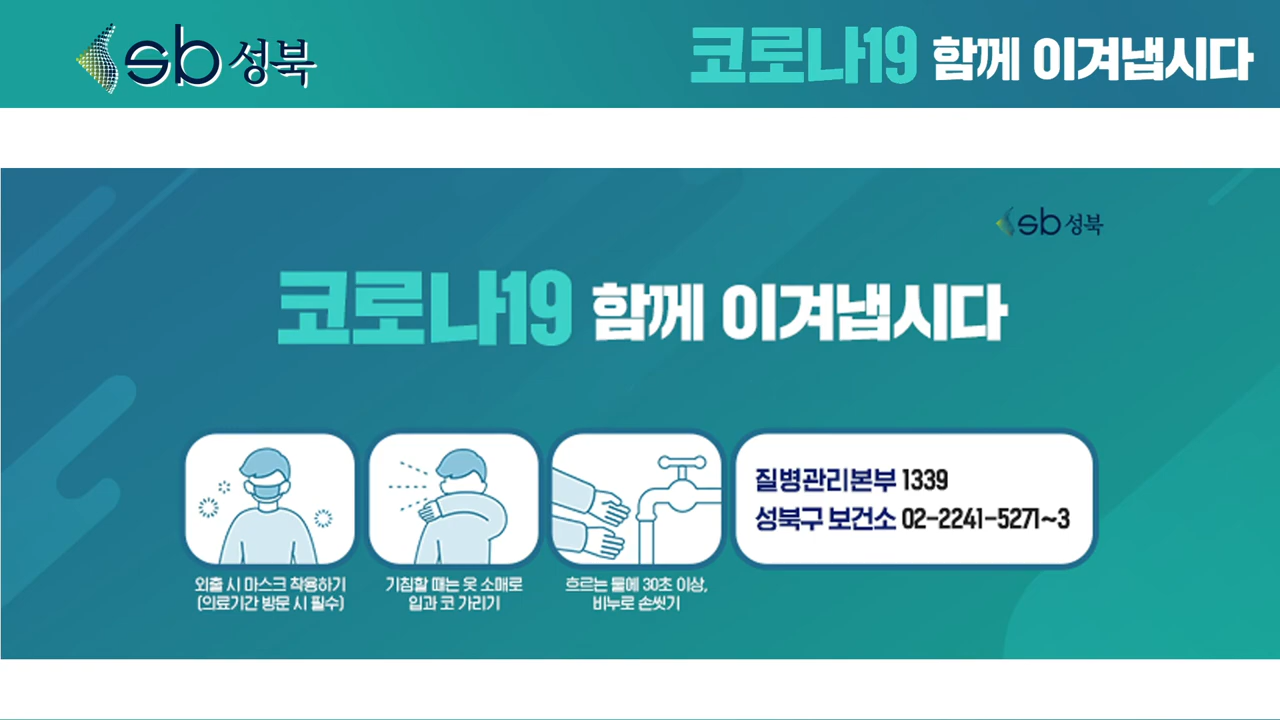 sb 성북
코로나19 함께 이겨냅시다
sb 성북
코로나19 함께 이겨냅시다
질병관리본부 1339
성북구 보건소 02-2241-5271~3
외출 시 마스크 착용하기
(의료기간 방문 시 필수)
기침할 때는 옷 소매로
입과 코 가리기
흐르는 물에 30초 이상,
비누로 손씻기